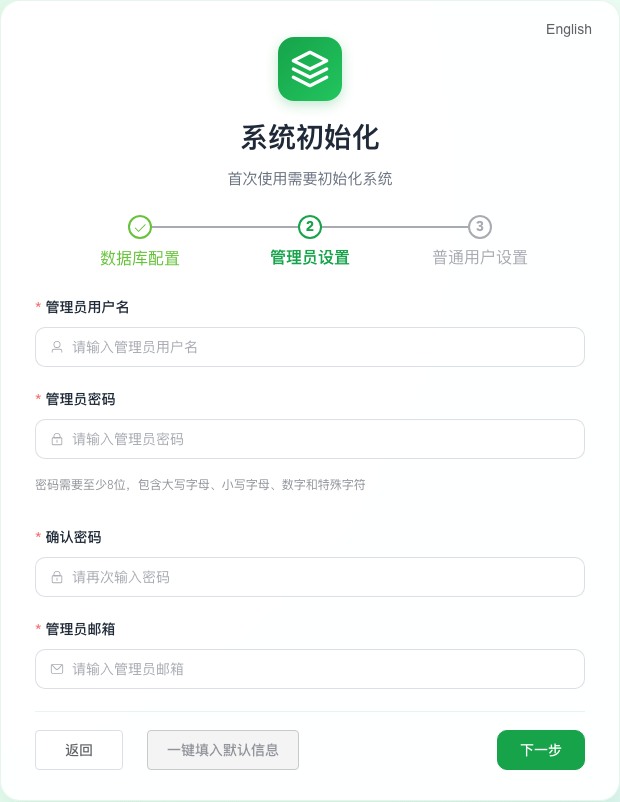 English
系统初始化
首次使用需要初始化系统
2
3
数据库配置
管理员设置
普通用户设置
* 管理员用户名
请输入管理员用户名
* 管理员密码
请输入管理员密码
密码需要至少8位，包含大写字母、小写字母、数字和特殊字符
* 确认密码
请再次输入密码
* 管理员邮箱
请输入管理员邮箱
返回
一键填入默认信息
下一步